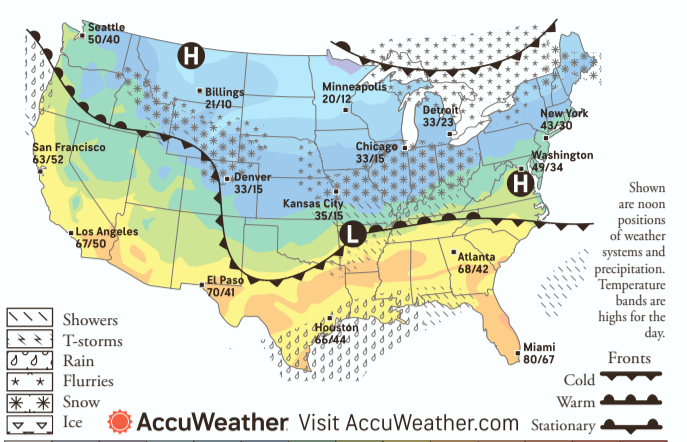 Seattle
50/40
H
Billings
21/10
Minneapolis
20/12
Detroit
33/23
New York
43/30
San Francisco
63/52
Chicago
33/15
Washington
49/34
Denver
33/15
H
Kansas City
35/15
Los Angeles
67/50
L
Atlanta
68/42
El Paso
70/41
Houston
66/44
Miami
80/67
Shown
are noon
positions
of weather
systems and
precipitation.
Temperature
bands are
highs for the
day.
Showers
T-storms
Rain
Flurries
Snow
Ice
Fronts
Cold
Warm
Stationary
AccuWeather Visit AccuWeather.com